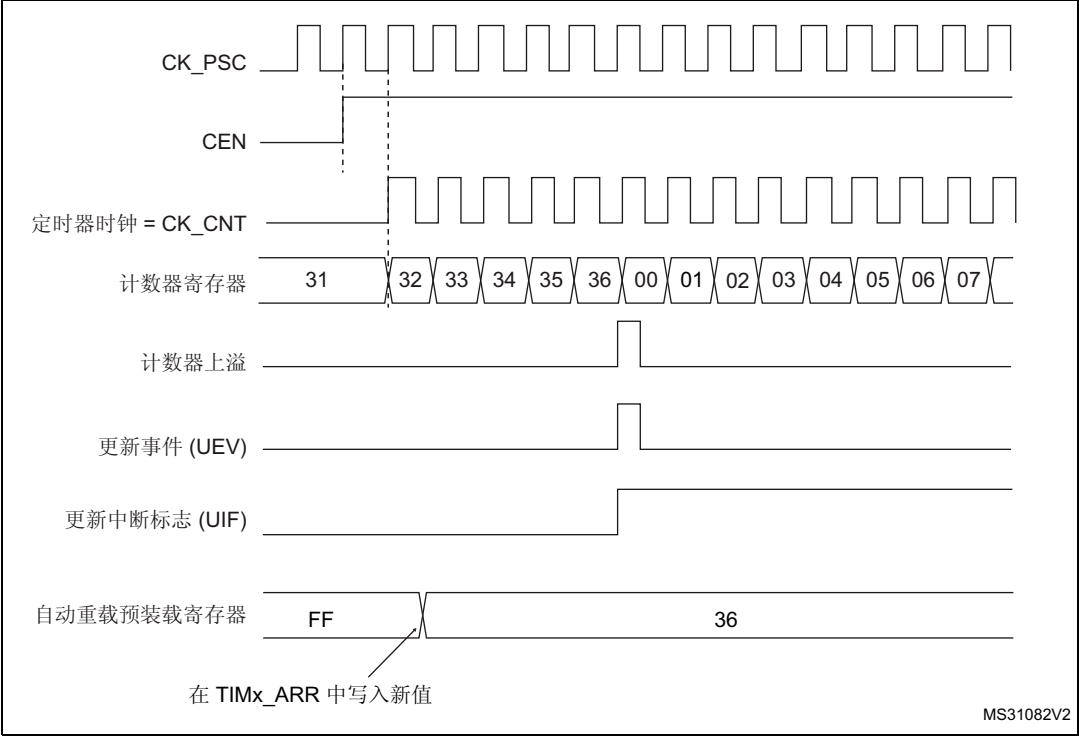 CK_PSC
CEN
定时器时钟 = CK_CNT
计数器寄存器 31 32 33 34 35 36 00 01 02 03 04 05 06 07
计数器上溢
更新事件 (UEV)
更新中断标志 (UIF)
自动重载预装载寄存器 FF 36
在 TIMx_ARR 中写入新值
MS31082V2